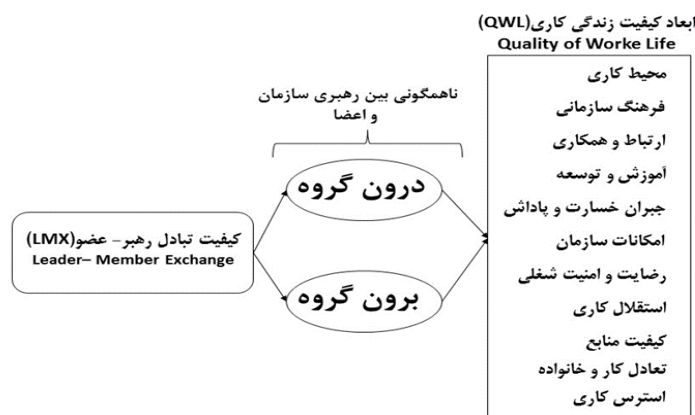 ابعاد کیفیت زندگی کاری(QWL)
Quality of Worke Life
محیط کاری
فرهنگ سازمانی
ارتباط و همکاری
آموزش و توسعه
جبران خسارت و پاداش
امکانات سازمان
رضایت و امنیت شغلی
استقلال کاری
کیفیت منابع
تعادل کار و خانواده
استرس کاری
ناهمگونی بین رهبری سازمان
و اعضا
درون گروه
برون گروه
کیفیت تبادل رهبر- عضو(LMX)
Leader– Member Exchange